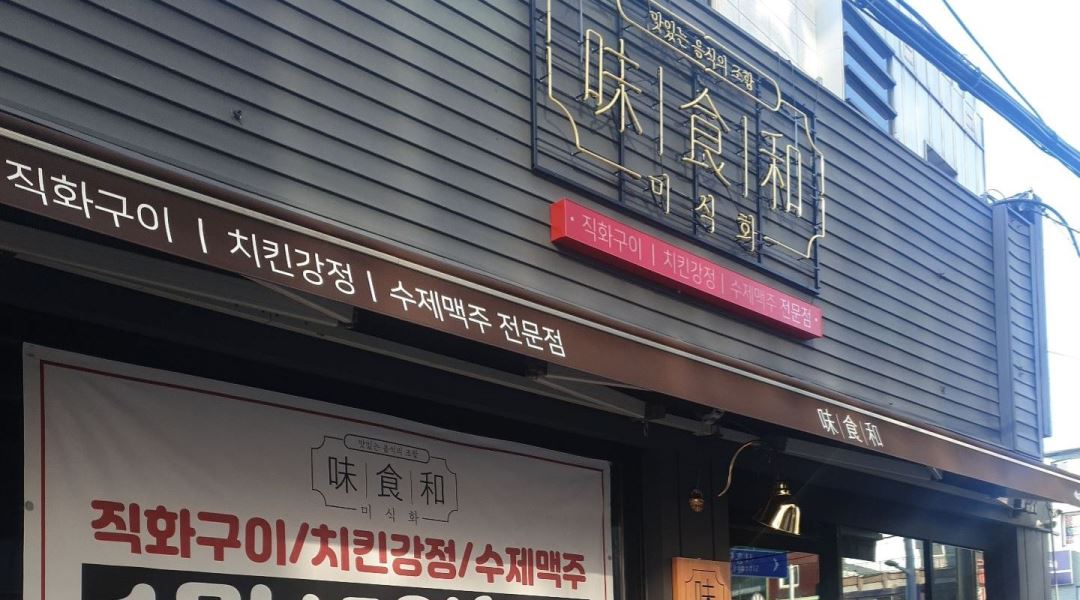 맛있는 음식의 조합
味|食|和
미식화
· 직화구이 | 치킨강정 | 수제맥주 전문점 ·
직화구이 | 치킨강정 | 수제맥주 전문점
味|食|和
맛있는 음식의 조합
味|食|和
미식화
직화구이/치킨강정/수제맥주
味